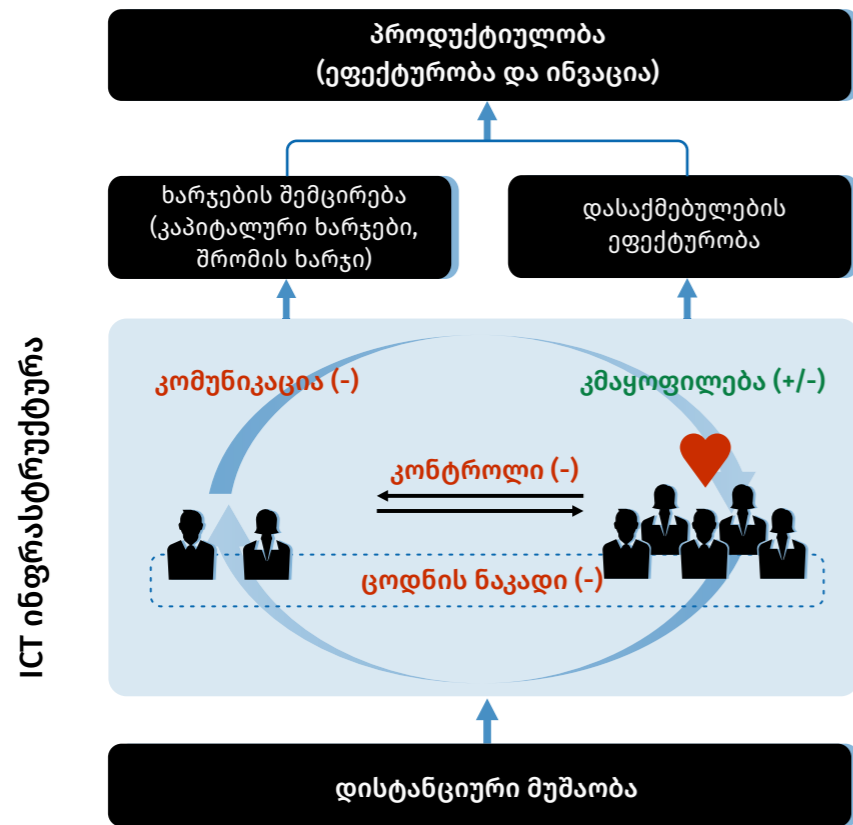 პროდუქტიულობა
(ეფექტურობა და ინვაცია)
ხარჯების შემცირება
(კაპიტალური ხარჯები,
შრომის ხარჯი)
დასაქმებულების
ეფექტურობა
ICT ინფრასტრუქტურა
კომუნიკაცია (-)
კმაყოფილება (+/-)
კონტროლი (-)
ცოდნის ნაკადი (-)
დისტანციური მუშაობა